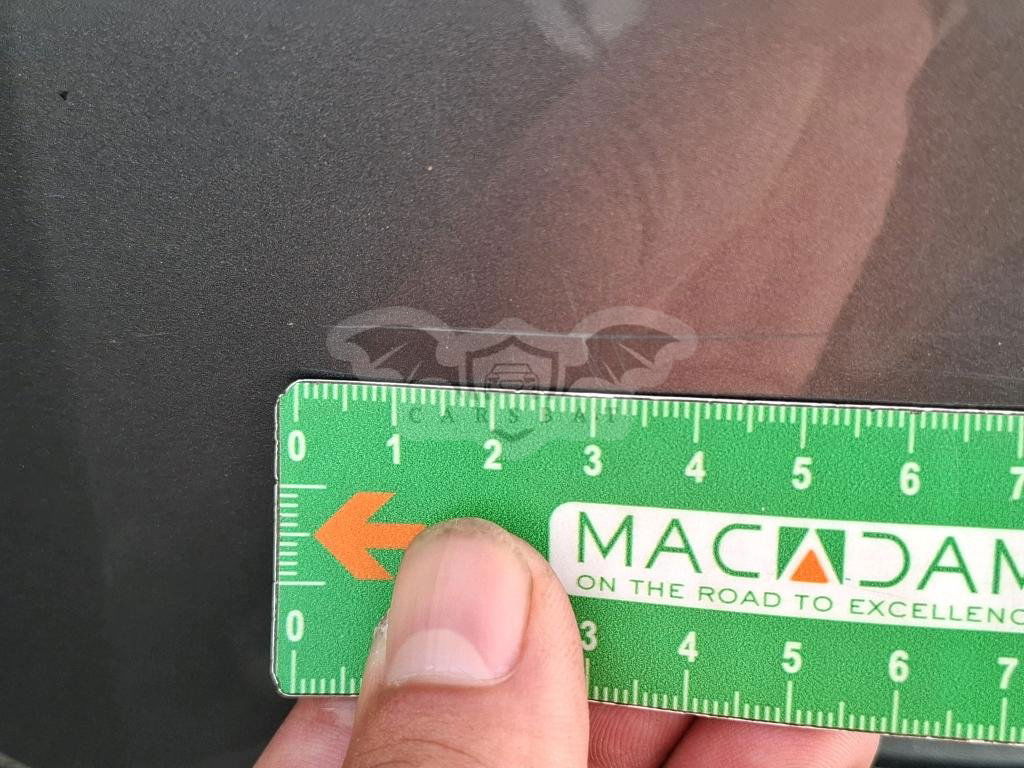 CARSBAT
0 1 2 3 4 5 6 7
MACADAM
ON THE ROAD TO EXCELLENC
0 3 4 5 6 7